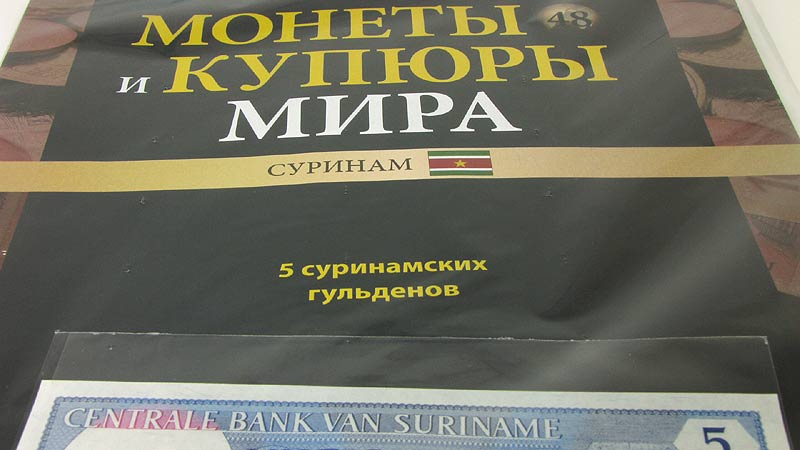 МОНЕТЫ 48
И КУПЮРЫ
МИРА
СУРИНАМ
5 суринамских
гульденов
CENTRALE BANK VAN SURINAME
5